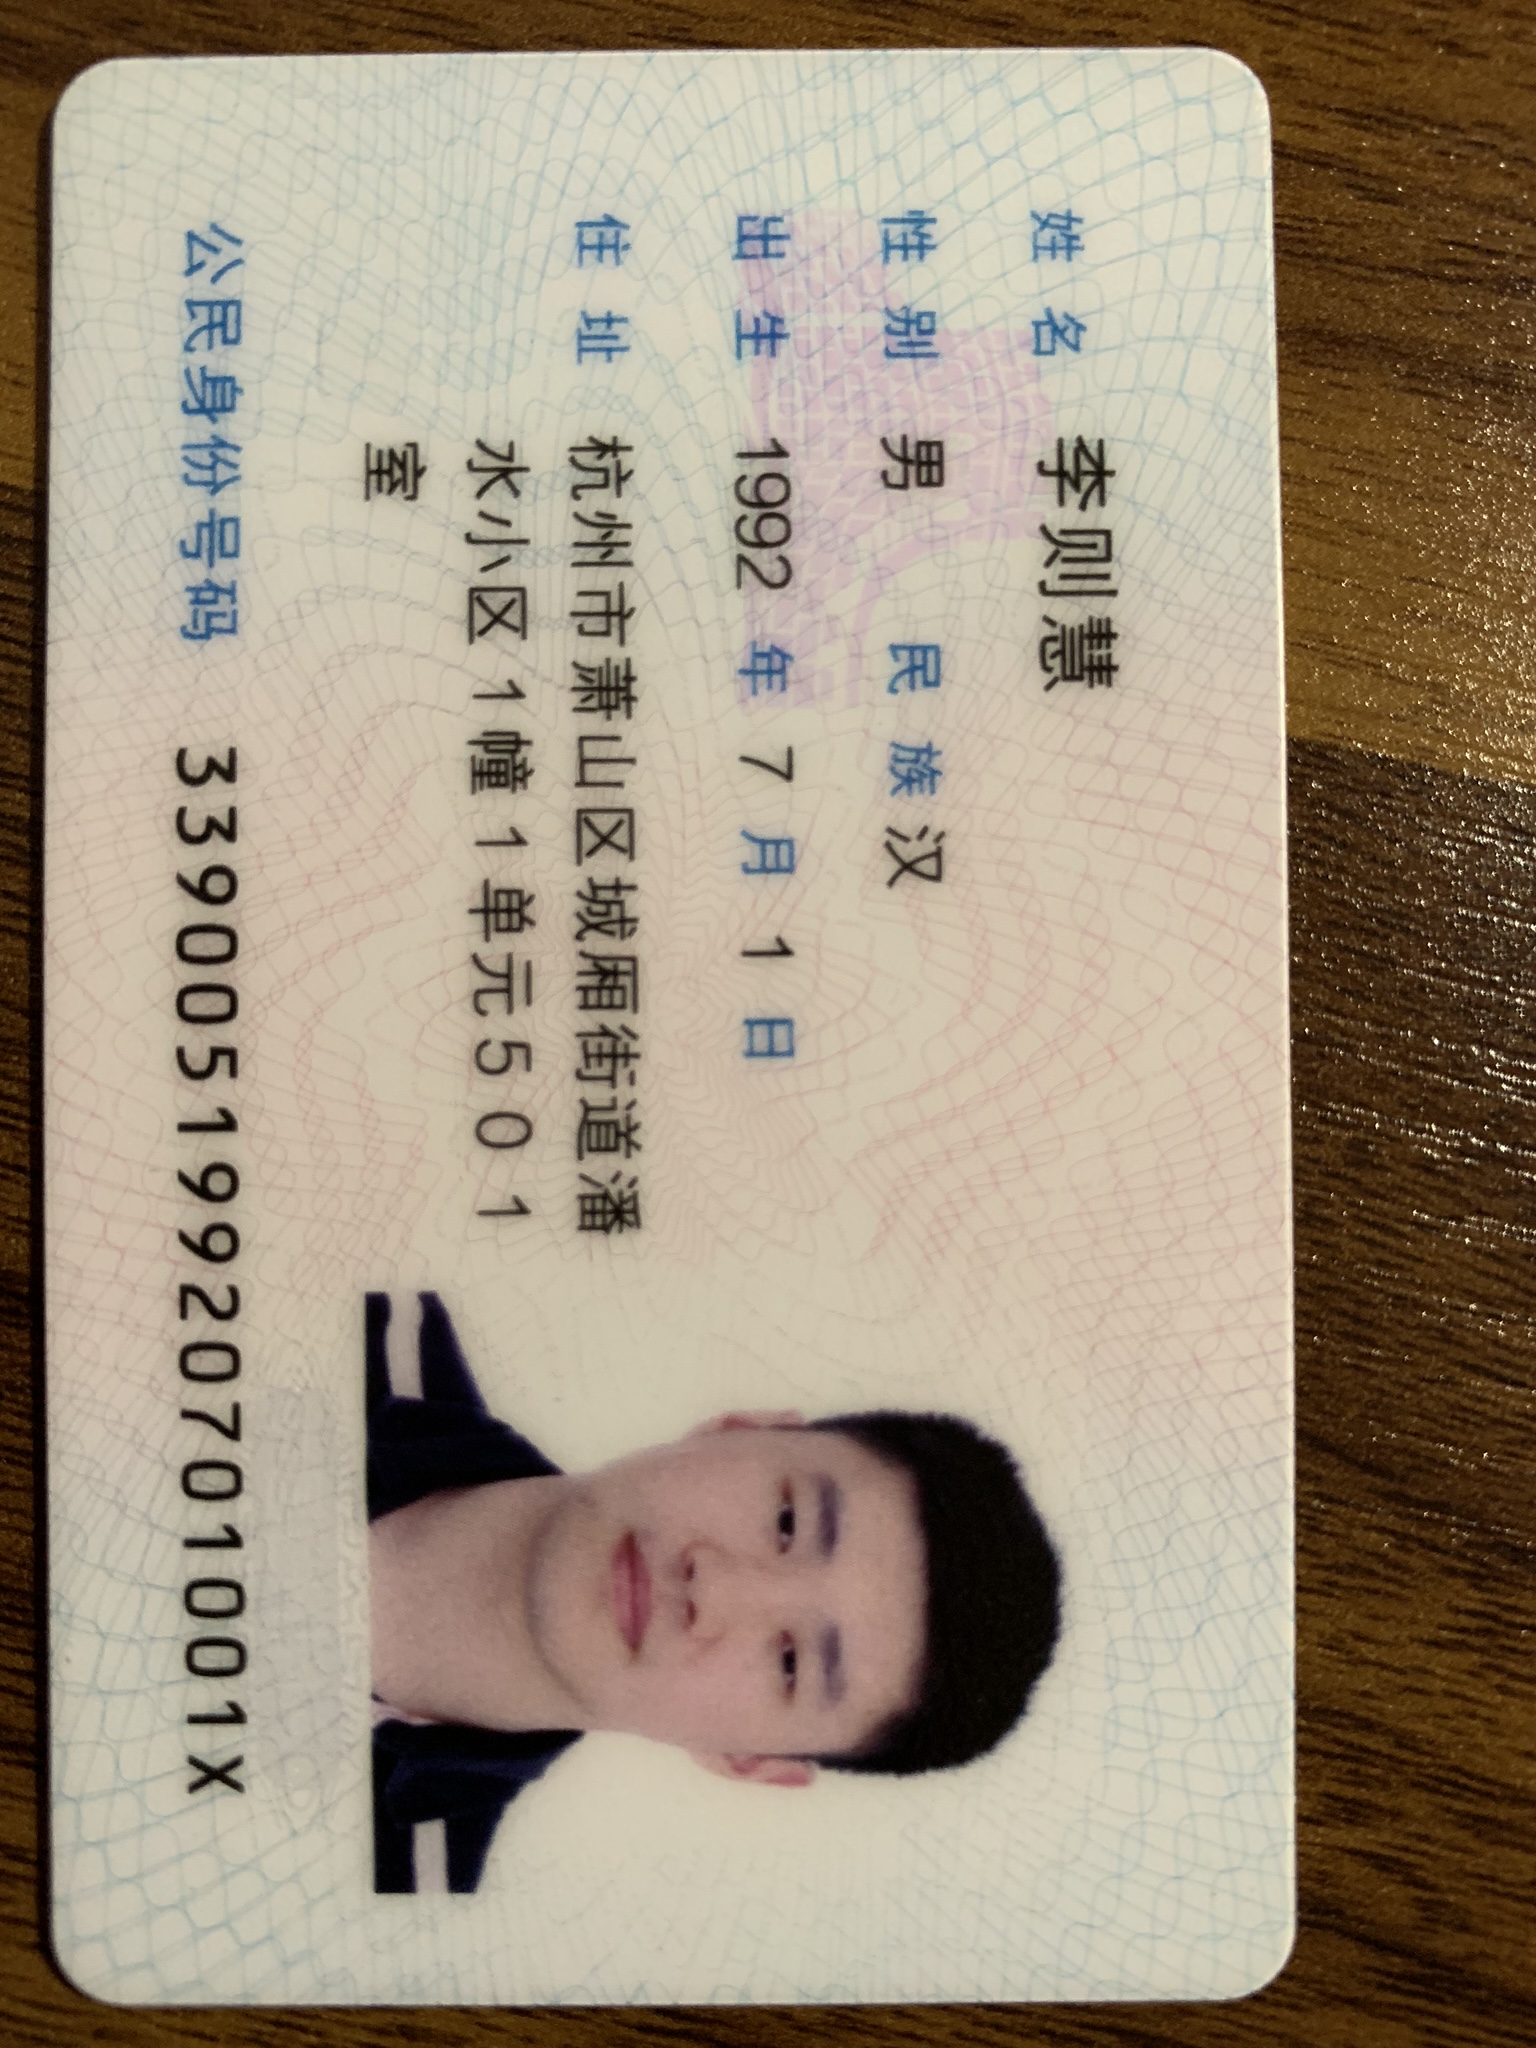 姓名 李则慧
性别 男 民族 汉
出生 1992 年 7 月 1 日
住址 杭州市萧山区城厢街道潘
水小区1幢1单元501
室
公民身份号码 33900519920701001X